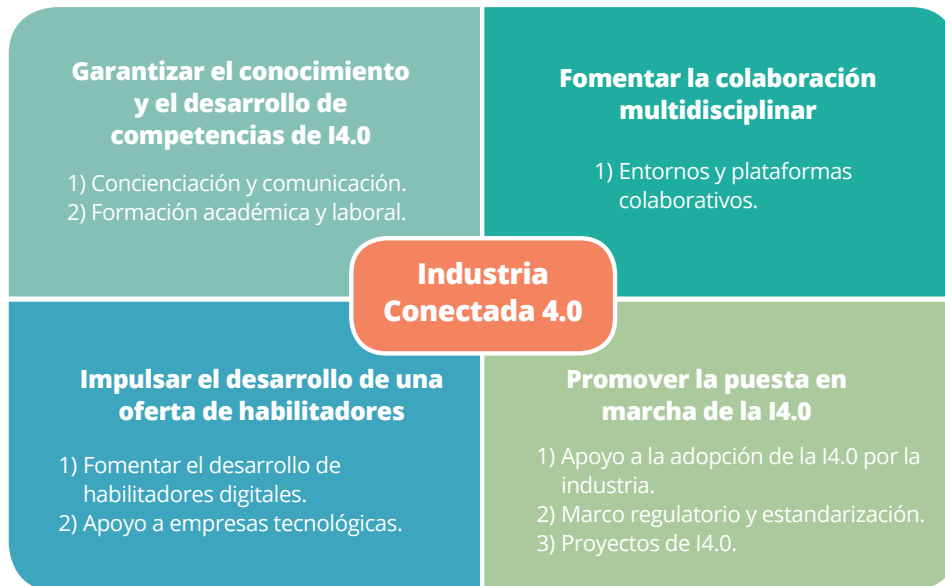 Garantizar el conocimiento
y el desarrollo de
competencias de I4.0
1) Concienciación y comunicación.
2) Formación académica y laboral.
Fomentar la colaboración
multidisciplinar
1) Entornos y plataformas
colaborativos.
Industria
Conectada 4.0
Impulsar el desarrollo de una
oferta de habilitadores
1) Fomentar el desarrollo de
habilitadores digitales.
2) Apoyo a empresas tecnológicas.
Promover la puesta en
marcha de la I4.0
1) Apoyo a la adopción de la I4.0 por la
industria.
2) Marco regulatorio y estandarización.
3) Proyectos de I4.0.